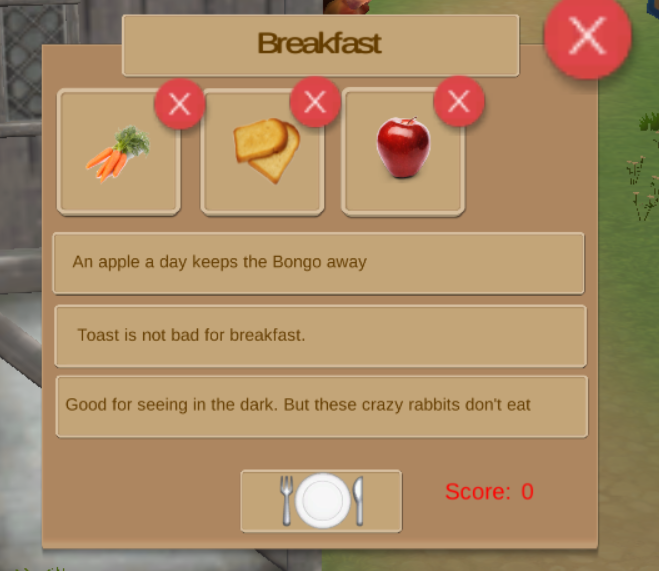 Breakfast
An apple a day keeps the Bongo away
Toast is not bad for breakfast.
Good for seeing in the dark. But these crazy rabbits don't eat
Score: 0